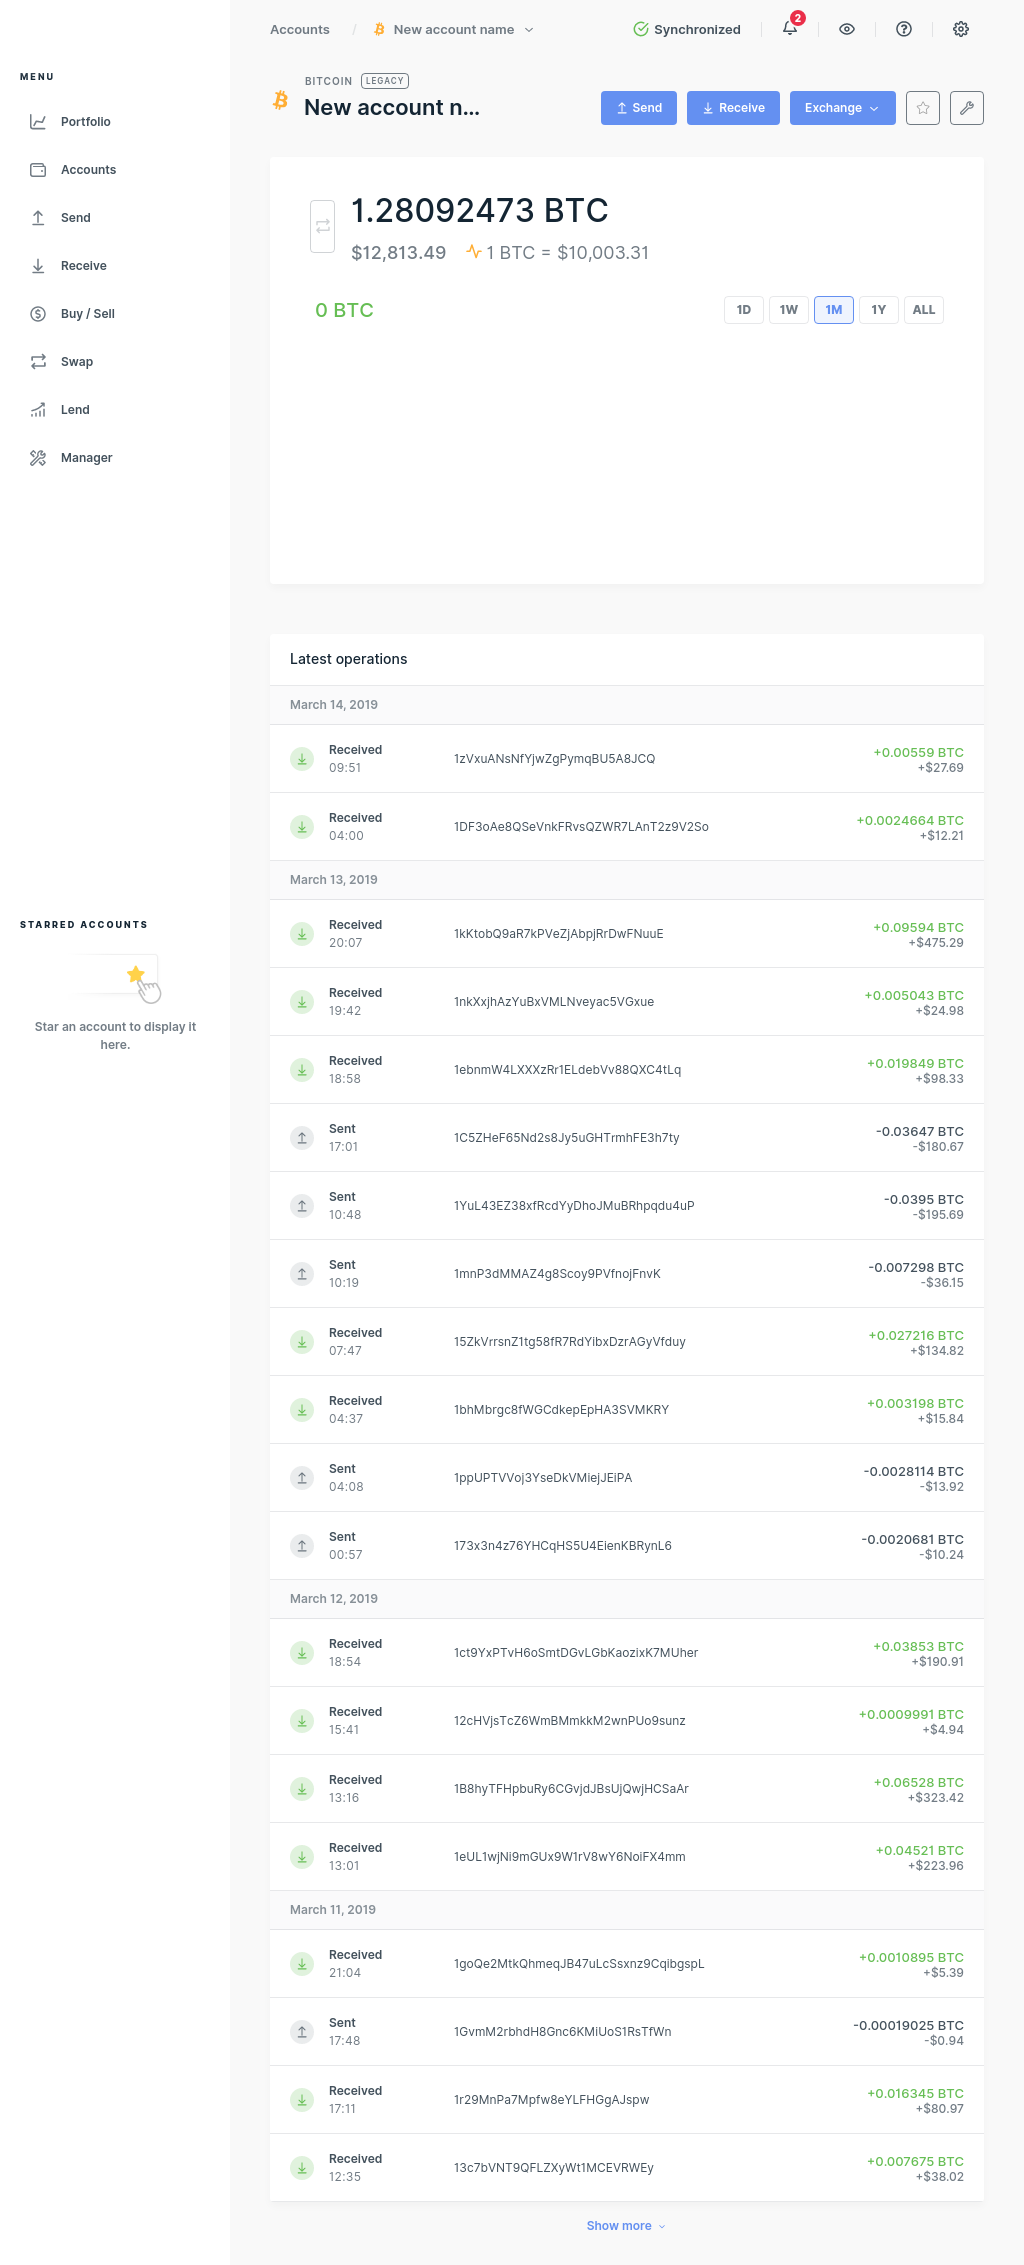 Accounts / New account name
Synchronized
2
MENU
Portfolio
Accounts
Send
Receive
Buy / Sell
Swap
Lend
Manager
STARRED ACCOUNTS
Star an account to display it
here.
BITCOIN LEGACY
New account n...
Send
Receive
Exchange
1.28092473 BTC
$12,813.49 1 BTC = $10,003.31
0 BTC
1D 1W 1M 1Y ALL
Latest operations
March 14, 2019
Received
09:51
1zVxuANsNfYjwZgPymqBU5A8JCQ
+0.00559 BTC
+$27.69
Received
04:00
1DF3oAe8QSeVnkFRvsQZWR7LAnT2z9V2So
+0.0024664 BTC
+$12.21
March 13, 2019
Received
20:07
1kKtobQ9aR7kPVeZjAbpjRrDwFNuuE
+0.09594 BTC
+$475.29
Received
19:42
1nkXxjhAzYuBxVMLNveyac5VGxue
+0.005043 BTC
+$24.98
Received
18:58
1ebnmW4LXXXzRr1ELdebVv88QXC4tLq
+0.019849 BTC
+$98.33
Sent
17:01
1C5ZHeF65Nd2s8Jy5uGHTrmhFE3h7ty
-0.03647 BTC
-$180.67
Sent
10:48
1YuL43EZ38xfRcdYyDhoJMuBRhpqdu4uP
-0.0395 BTC
-$195.69
Sent
10:19
1mnP3dMMAZ4g8Scoy9PVfnojFnvK
-0.007298 BTC
-$36.15
Received
07:47
15ZkVrrsnZ1tg58fR7RdYibxDzrAGyVfduy
+0.027216 BTC
+$134.82
Received
04:37
1bhMbrgc8fWGCdkepEpHA3SVMKRY
+0.003198 BTC
+$15.84
Sent
04:08
1ppUPTVVoj3YseDkVMiejJEiPA
-0.0028114 BTC
-$13.92
Sent
00:57
173x3n4z76YHCqHS5U4EienKBRynL6
-0.0020681 BTC
-$10.24
March 12, 2019
Received
18:54
1ct9YxPTvH6oSmtDGvLGbKaozixK7MUher
+0.03853 BTC
+$190.91
Received
15:41
12cHVjsTcZ6WmBMmkkM2wnPUo9sunz
+0.0009991 BTC
+$4.94
Received
13:16
1B8hyTFHpbuRy6CGvjdJBsUjQwjHCSaAr
+0.06528 BTC
+$323.42
Received
13:01
1eUL1wjNi9mGUx9W1rV8wY6NoiFX4mm
+0.04521 BTC
+$223.96
March 11, 2019
Received
21:04
1goQe2MtkQhmeqJB47uLcSsxnz9CqibgspL
+0.0010895 BTC
+$5.39
Sent
17:48
1GvmM2rbhdH8Gnc6KMiUoS1RsTfWn
-0.00019025 BTC
-$0.94
Received
17:11
1r29MnPa7Mpfw8eYLFHGgAJspw
+0.016345 BTC
+$80.97
Received
12:35
13c7bVNT9QFLZXyWt1MCEVRWEy
+0.007675 BTC
+$38.02
Show more